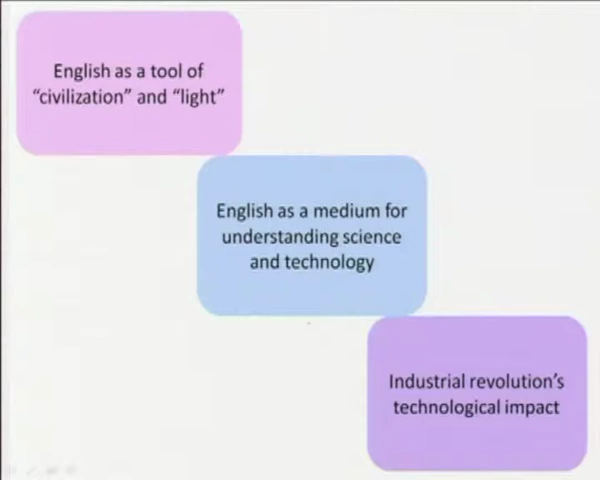 English as a tool of
“civilization” and “light”
English as a medium for
understanding science
and technology
Industrial revolution’s
technological impact